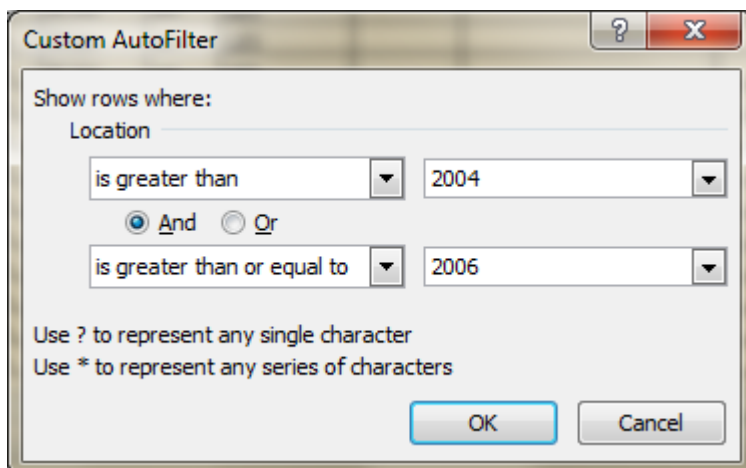 Custom AutoFilter
Show rows where:
Location
is greater than 2004
And Or
is greater than or equal to 2006
Use ? to represent any single character
Use * to represent any series of characters
OK Cancel